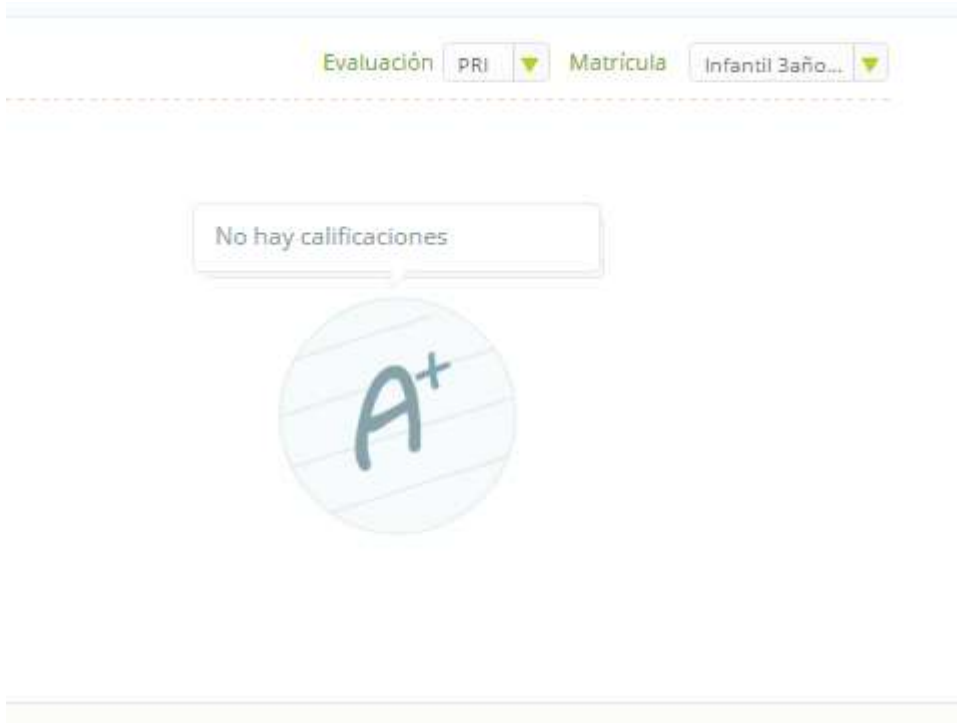 Evaluación PRI Matrícula Infantil 3año...
No hay calificaciones
A+